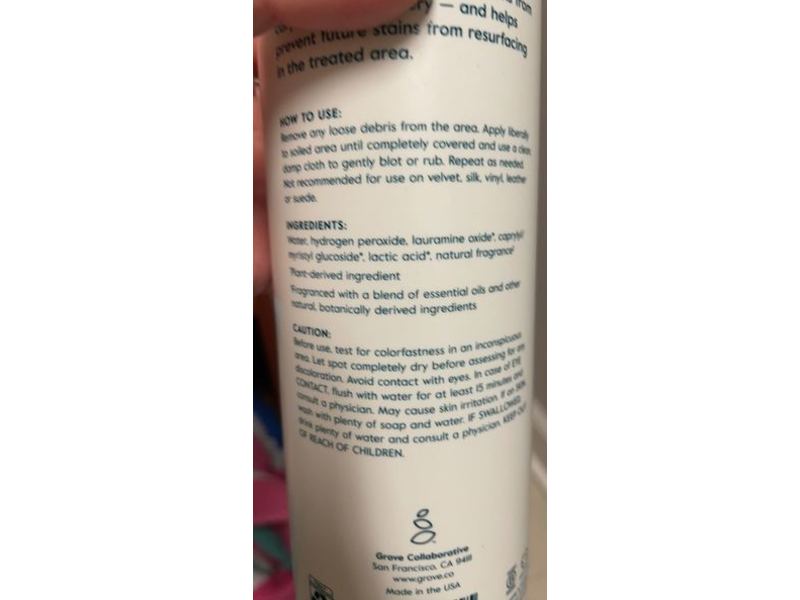 ry — and helps
prevent future stains from resurfacing
in the treated area.
HOW TO USE:
Remove any loose debris from the area. Apply liberally
to soiled area until completely covered and use a clean,
damp cloth to gently blot or rub. Repeat as needed.
Not recommended for use on velvet, silk, vinyl, leather
or suede.
INGREDIENTS:
Water, hydrogen peroxide, lauramine oxide*, caprylyl/
myristyl glucoside*, lactic acid*, natural fragrance†
*Plant-derived ingredient
†Fragranced with a blend of essential oils and other
natural, botanically derived ingredients
CAUTION:
Before use, test for colorfastness in an inconspicuous
area. Let spot completely dry before assessing for any
discoloration. Avoid contact with eyes. In case of EYE
CONTACT, flush with water for at least 15 minutes and
consult a physician. May cause skin irritation. If on SKIN,
wash with plenty of soap and water. IF SWALLOWED,
drink plenty of water and consult a physician. KEEP OUT
OF REACH OF CHILDREN.
Grove Collaborative
San Francisco, CA 94111
www.grove.co
Made in the USA